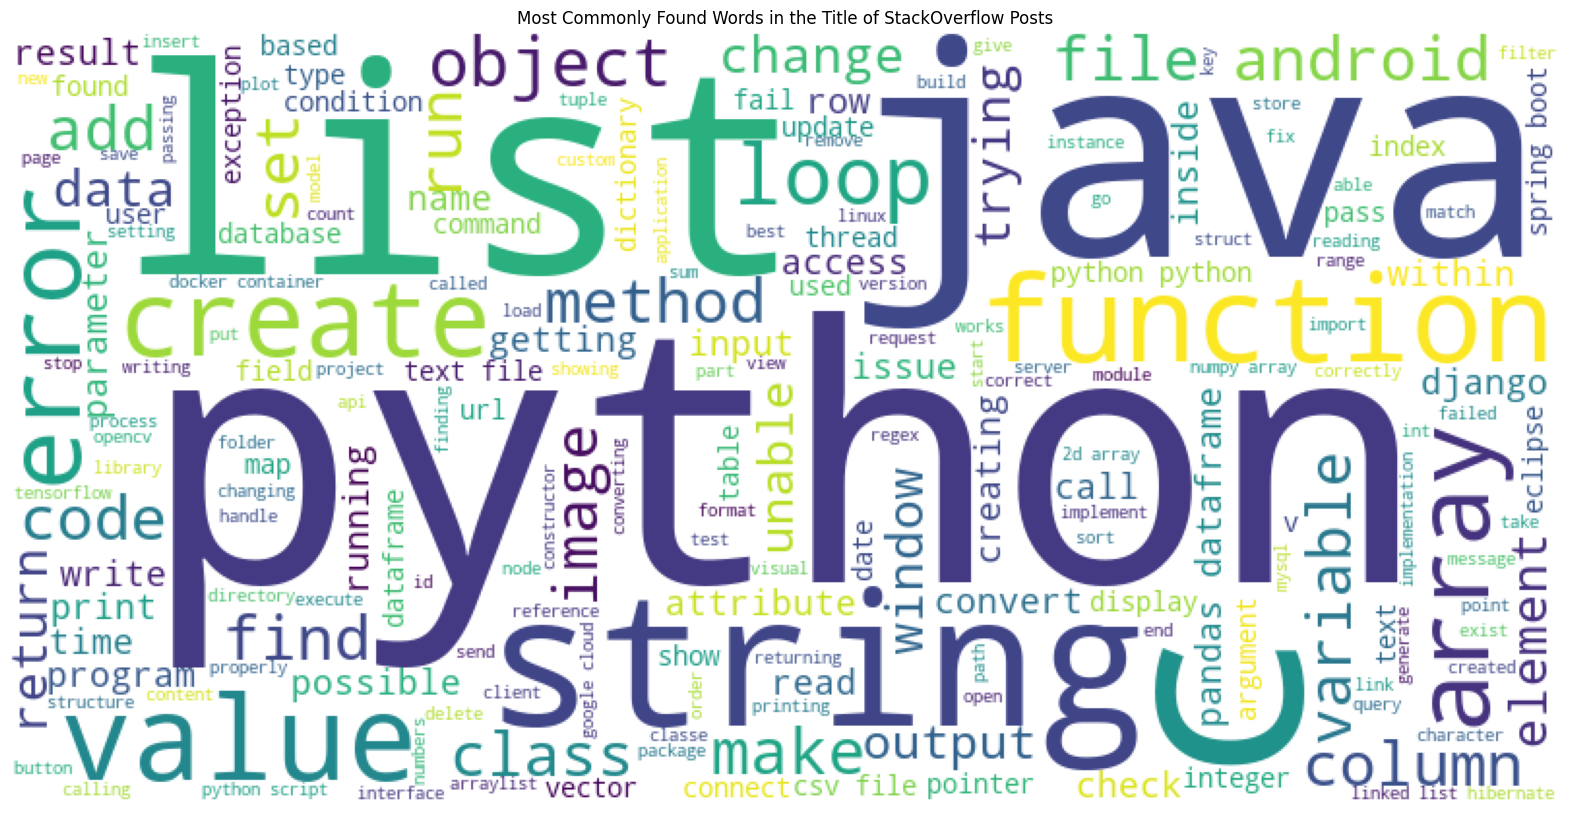 Most Commonly Found Words in the Title of StackOverflow Posts
result
insert
based
object
change
give
file
key
android
filter
new
found
plot
type
condition
exception
list
run
tuple
fail
row
build
java
trying
store
spring boot
add
passing
set
update
remove
fix
instance
inside
index
page
save
model
custom
dictionary
application
loop
able
data
user
setting
count
name
command
database
linux
best
thread
go
pass
match
struct
reading
range
error
parameter
docker container
called
sum
access
used
version
python python
within
create
put
load
method
getting
input
request
works
function
import
stop
writing
field
project
text file
showing
part
view
issue
start
correct
server
module
numpy array
correctly
django
process
opencv
api
finding
url
python
regex
creating
failed
int
library
folder
map
changing
handle
tensorflow
running
dataframe
image
constructor
converting
table
format
test
unable
2d array
call
implement
sort
pandas dataframe
v
variable
implementation
array
eclipse
take
message
code
return
write
id
node
visual
date
window
mysql
element
print
directory
execute
reference
attribute
convert
display
argument
text
generate
point
exist
time
find
string
end
program
properly
send
google cloud
show
returning
read
path
created
structure
content
possible
client
order
printing
open
C
link
query
value
delete
numbers
class
classe
package
make
output
character
column
button
calling
python script
interface
arraylist
vector
connect
csv file
pointer
check
integer
linked list
hibernate